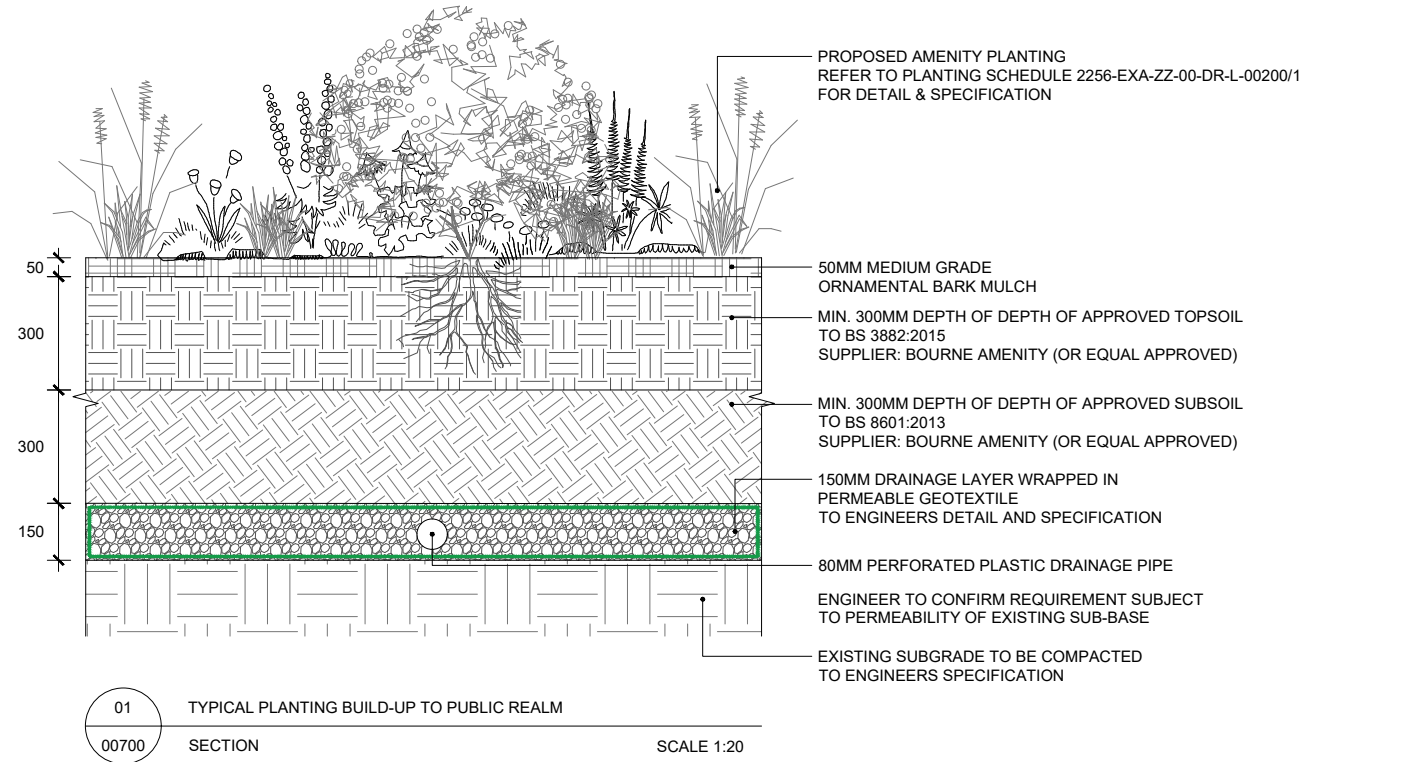 PROPOSED AMENITY PLANTING
REFER TO PLANTING SCHEDULE 2256-EXA-ZZ-00-DR-L-00200/1
FOR DETAIL & SPECIFICATION
50
50MM MEDIUM GRADE
ORNAMENTAL BARK MULCH
300
MIN. 300MM DEPTH OF DEPTH OF APPROVED TOPSOIL
TO BS 3882:2015
SUPPLIER: BOURNE AMENITY (OR EQUAL APPROVED)
300
MIN. 300MM DEPTH OF DEPTH OF APPROVED SUBSOIL
TO BS 8601:2013
SUPPLIER: BOURNE AMENITY (OR EQUAL APPROVED)
150
150MM DRAINAGE LAYER WRAPPED IN
PERMEABLE GEOTEXTILE
TO ENGINEERS DETAIL AND SPECIFICATION
80MM PERFORATED PLASTIC DRAINAGE PIPE
ENGINEER TO CONFIRM REQUIREMENT SUBJECT
TO PERMEABILITY OF EXISTING SUB-BASE
EXISTING SUBGRADE TO BE COMPACTED
TO ENGINEERS SPECIFICATION
01
TYPICAL PLANTING BUILD-UP TO PUBLIC REALM
00700
SECTION
SCALE 1:20